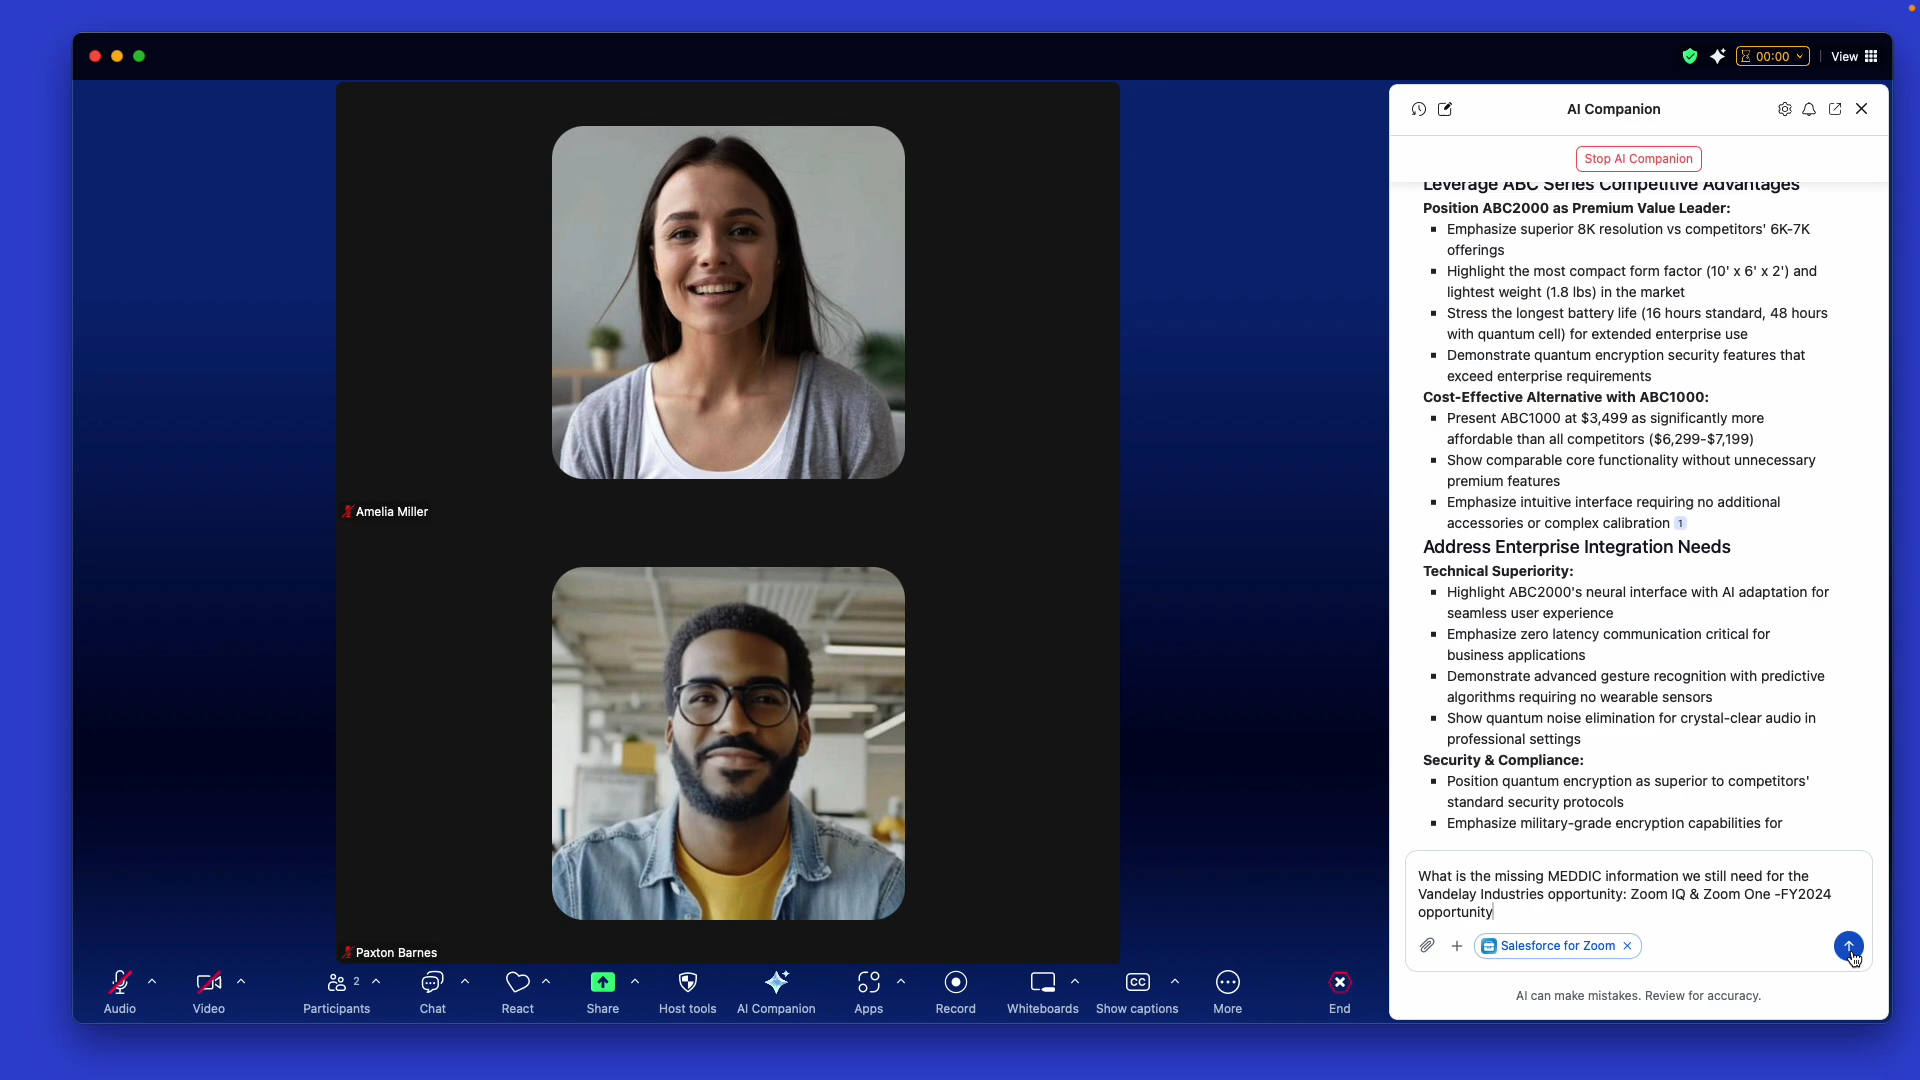 00:00
View
AI Companion
Stop AI Companion
Leverage ABC Series Competitive Advantages
Position ABC2000 as Premium Value Leader:
▪ Emphasize superior 8K resolution vs competitors' 6K-7K
offerings
▪ Highlight the most compact form factor (10' x 6' x 2') and
lightest weight (1.8 lbs) in the market
▪ Stress the longest battery life (16 hours standard, 48 hours
with quantum cell) for extended enterprise use
▪ Demonstrate quantum encryption security features that
exceed enterprise requirements
Cost-Effective Alternative with ABC1000:
▪ Present ABC1000 at $3,499 as significantly more
affordable than all competitors ($6,299-$7,199)
▪ Show comparable core functionality without unnecessary
premium features
▪ Emphasize intuitive interface requiring no additional
accessories or complex calibration 1
Address Enterprise Integration Needs
Technical Superiority:
▪ Highlight ABC2000's neural interface with AI adaptation for
seamless user experience
▪ Emphasize zero latency communication critical for
business applications
▪ Demonstrate advanced gesture recognition with predictive
algorithms requiring no wearable sensors
▪ Show quantum noise elimination for crystal-clear audio in
professional settings
Security & Compliance:
▪ Position quantum encryption as superior to competitors'
standard security protocols
▪ Emphasize military-grade encryption capabilities for
What is the missing MEDDIC information we still need for the
Vandelay Industries opportunity: Zoom IQ & Zoom One -FY2024
opportunity
Salesforce for Zoom
AI can make mistakes. Review for accuracy.
Amelia Miller
Paxton Barnes
Audio
Video
2
Participants
Chat
React
Share
Host tools
AI Companion
Apps
Record
Whiteboards
CC
Show captions
More
End